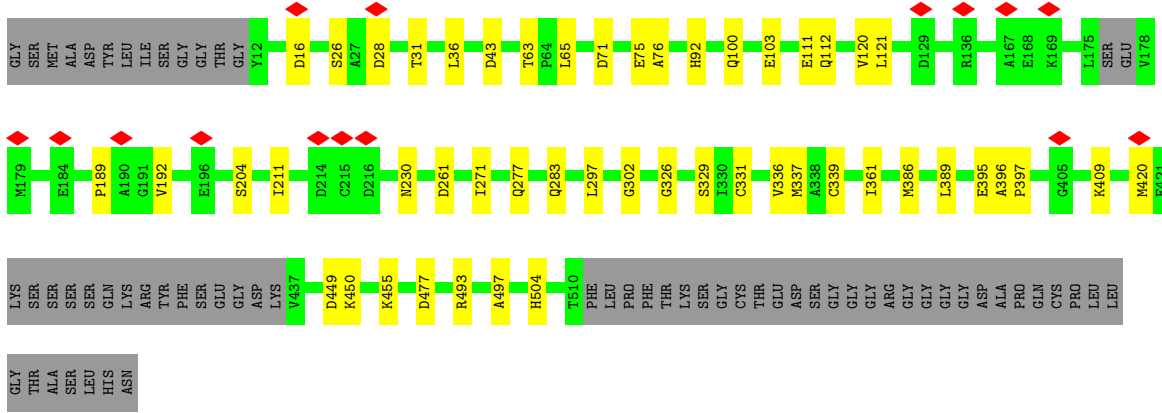 GLY SER MET ALA ASP TYR LEU ILE SER GLY GLY THR GLY Y12 D16 S26 A27 D28 T31 L36 D43 T63 P64 L65 D71 E75 A76 H92 Q100 E103 E111 Q112 V120 L121 D129 R136 A167 E168 K169 L175 SER GLU V178
M179 E184 P189 A190 G191 V192 E196 S204 I211 D214 C215 D216 N230 D261 I271 Q277 Q283 L297 G302 G326 S329 I330 C331 V336 M337 A338 C339 I361 M386 L389 E395 A396 P397 G405 K409 M420 E421
LYS SER SER SER SER GLN LYS ARG TYR PHE SER GLU GLY ASP LYS V437 D449 K450 K455 D477 R493 A497 H504 T510 PHE LEU PRO PHE THR LYS SER GLY CYS THR GLU ASP SER GLY GLY GLY ARG GLY GLY GLY GLY ASP ALA PRO GLN CYS PRO LEU LEU
GLY THR ALA SER LEU HIS ASN